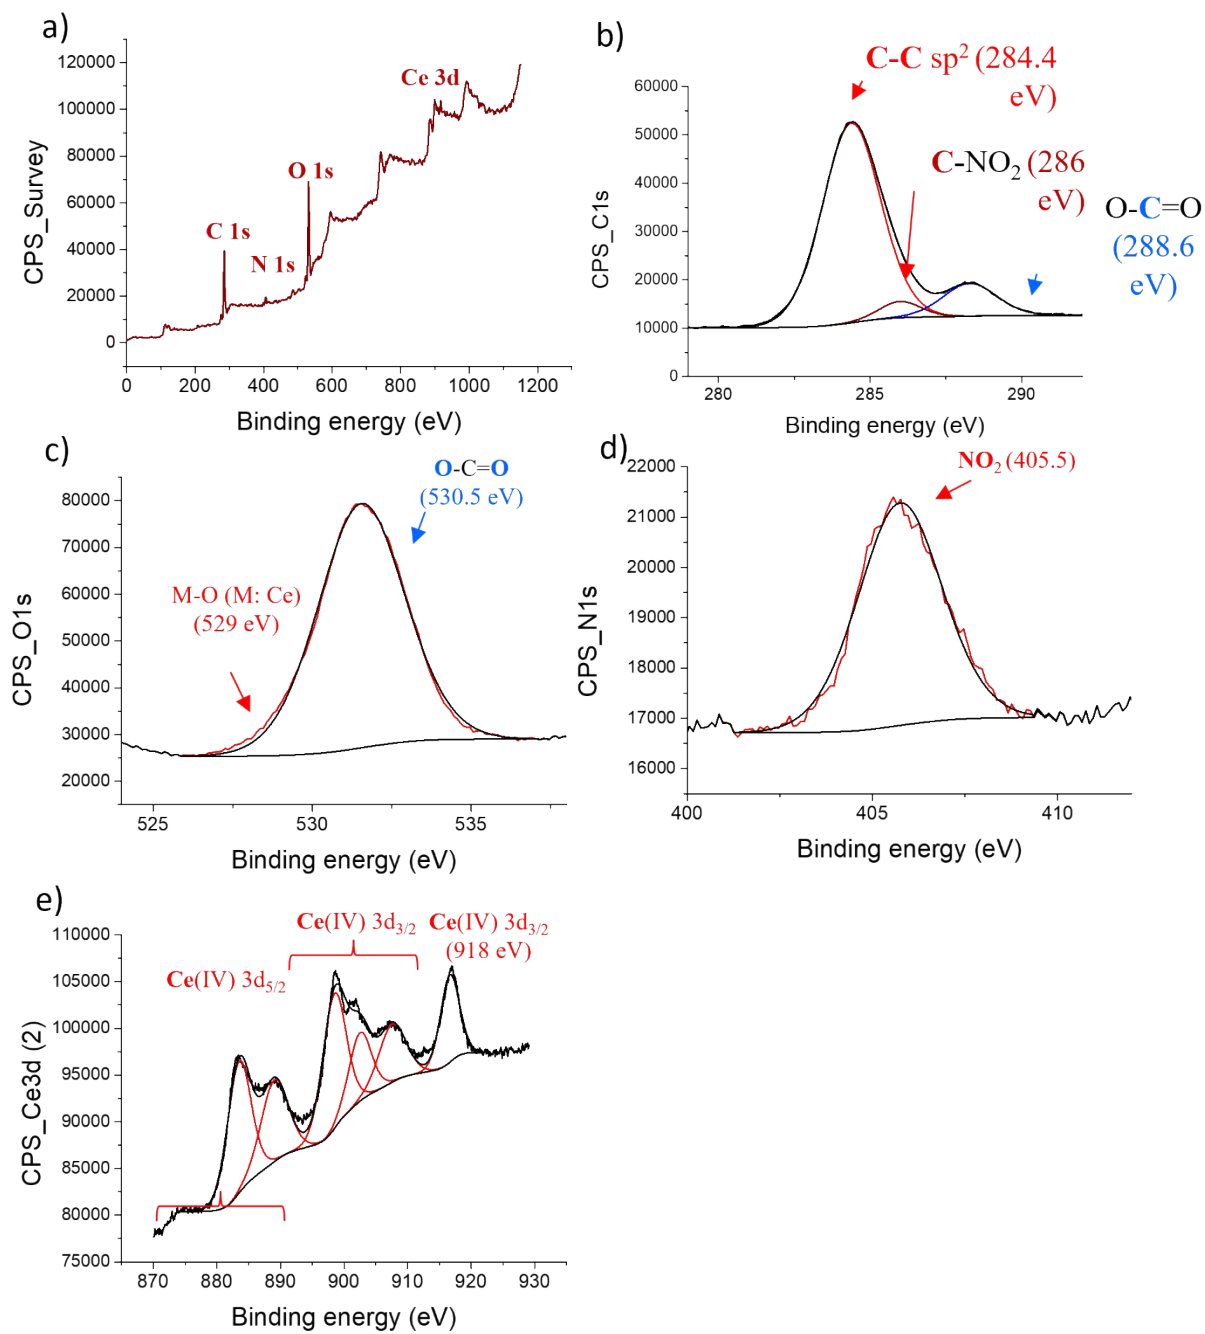 a)
120000
100000
80000
60000
40000
20000
0
CPS_Survey
C 1s
N 1s
O 1s
Ce 3d
0 200 400 600 800 1000 1200
Binding energy (eV)
b)
C-C sp² (284.4
eV)
C-NO₂ (286
eV)
O-C=O
(288.6
eV)
60000
50000
40000
30000
20000
10000
0
CPS_C1s
280 285 290
Binding energy (eV)
c)
O-C=O
(530.5 eV)
M-O (M: Ce)
(529 eV)
80000
70000
60000
50000
40000
30000
20000
CPS_O1s
525 530 535
Binding energy (eV)
d)
NO₂ (405.5)
22000
21000
20000
19000
18000
17000
16000
CPS_N1s
400 405 410
Binding energy (eV)
e)
Ce(IV) 3d₃/₂
Ce(IV) 3d₃/₂
(918 eV)
Ce(IV) 3d₅/₂
110000
105000
100000
95000
90000
85000
80000
75000
CPS_Ce3d (2)
870 880 890 900 910 920 930
Binding energy (eV)